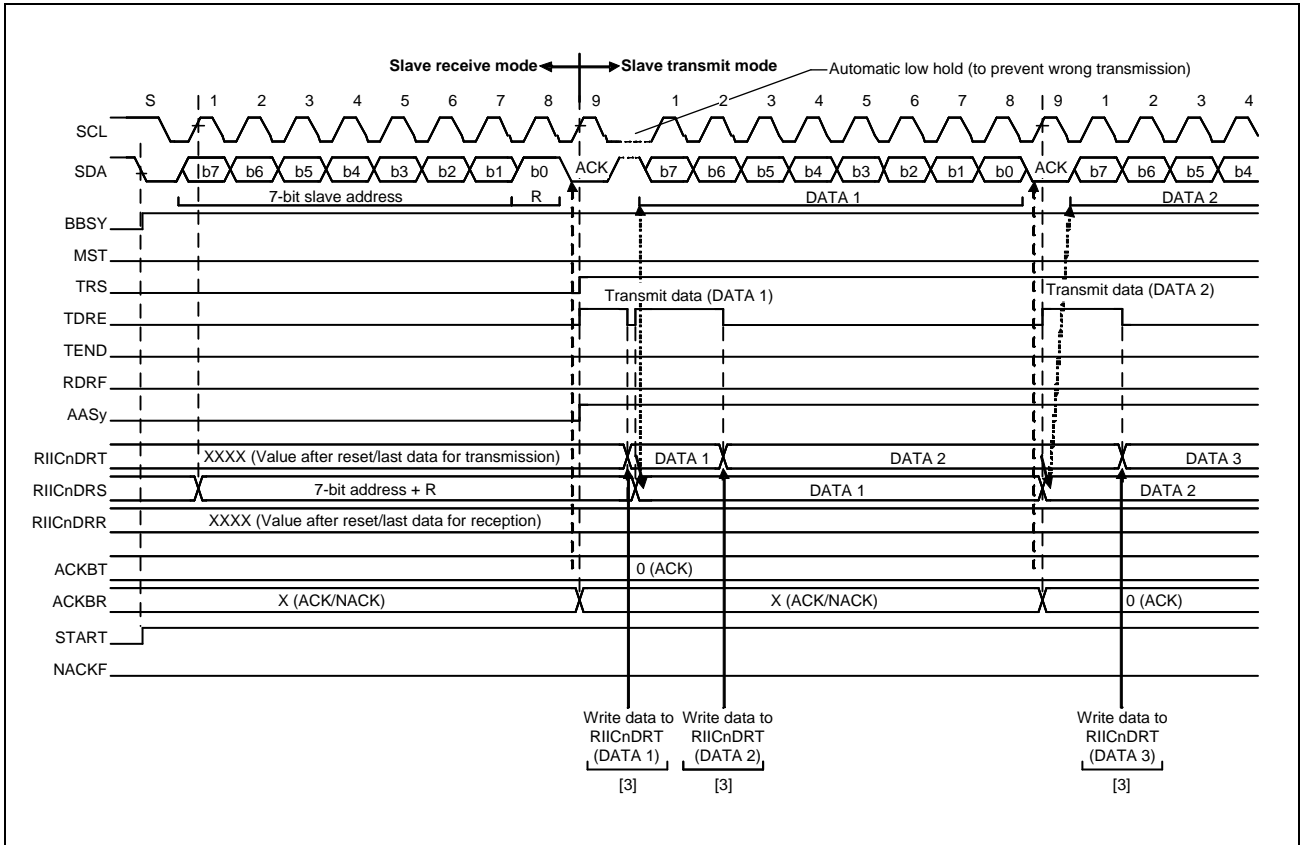 Slave receive mode Slave transmit mode
Automatic low hold (to prevent wrong transmission)
S 1 2 3 4 5 6 7 8 9 1 2 3 4 5 6 7 8 9 1 2 3 4
SCL
SDA b7 b6 b5 b4 b3 b2 b1 b0 ACK b7 b6 b5 b4 b3 b2 b1 b0 ACK b7 b6 b5 b4
7-bit slave address R DATA 1 DATA 2
BBSY
MST
TRS
Transmit data (DATA 1) Transmit data (DATA 2)
TDRE
TEND
RDRF
AASy
RIICnDRT XXXX (Value after reset/last data for transmission) DATA 1 DATA 2 DATA 3
RIICnDRS 7-bit address + R DATA 1 DATA 2
RIICnDRR XXXX (Value after reset/last data for reception)
ACKBT 0 (ACK)
ACKBR X (ACK/NACK) X (ACK/NACK) 0 (ACK)
START
NACKF
Write data to
RIICnDRT
(DATA 1)
[3]
Write data to
RIICnDRT
(DATA 2)
[3]
Write data to
RIICnDRT
(DATA 3)
[3]